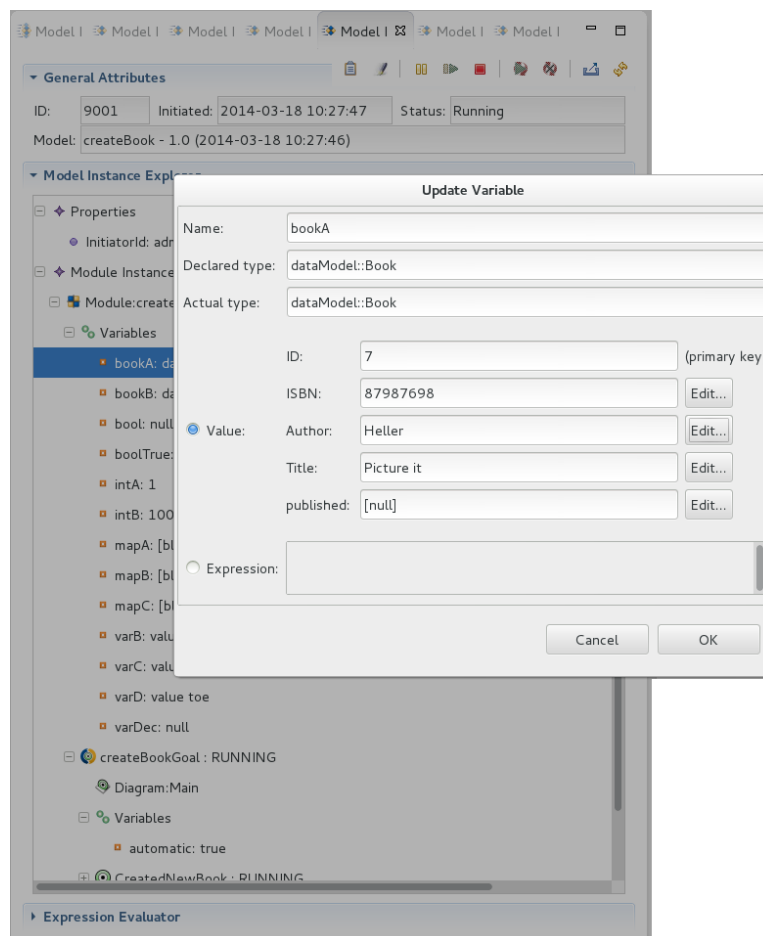 Model I Model I Model I Model I Model I Model I Model I
General Attributes
ID: 9001 Initiated: 2014-03-18 10:27:47 Status: Running
Model: createBook - 1.0 (2014-03-18 10:27:46)
Model Instance
Update Variable
Properties
Name: bookA
InitiatorId:
Declared type: dataModel::Book
Module Instance
Actual type: dataModel::Book
Module:create
Variables
ID: 7 (primary key
bookA:
ISBN: 87987698 Edit...
bookB:
Value: Author: Heller Edit...
bool: null
boolTrue:
Title: Picture it Edit...
intA: 1
published: [null] Edit...
intB: 100
mapA: [bl
Expression:
mapB: [bl
mapC: [bl
Cancel OK
varB: valu
varC: valu
varD: value toe
varDec: null
createBookGoal : RUNNING
Diagram:Main
Variables
automatic: true
CreatedNewBook : RUNNING
Expression Evaluator